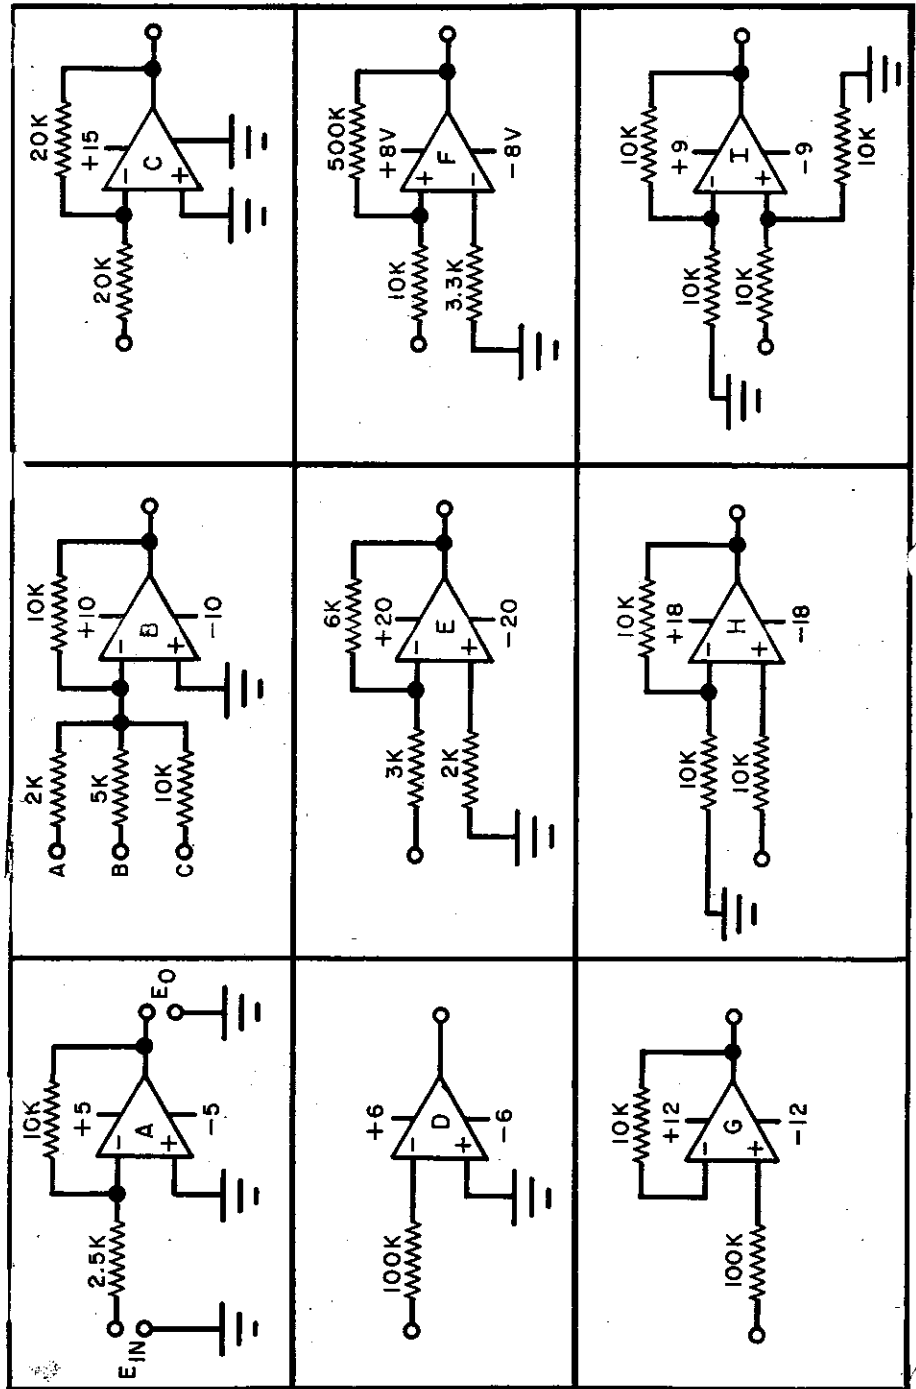 10K
+5
A
-5
2.5K
E IN
E O
10K
+10
B
-10
2K
5K
10K
A
B
C
20K
+15
C
20K
-
+
-
+
-
+
+6
D
-6
100K
-
+
6K
+20
E
-20
3K
2K
-
+
500K
+8V
F
-8V
10K
3.3K
+
-
10K
+12
G
-12
100K
-
+
10K
+18
H
-18
10K
10K
-
+
10K
+9
I
-9
10K
10K
10K
-
+